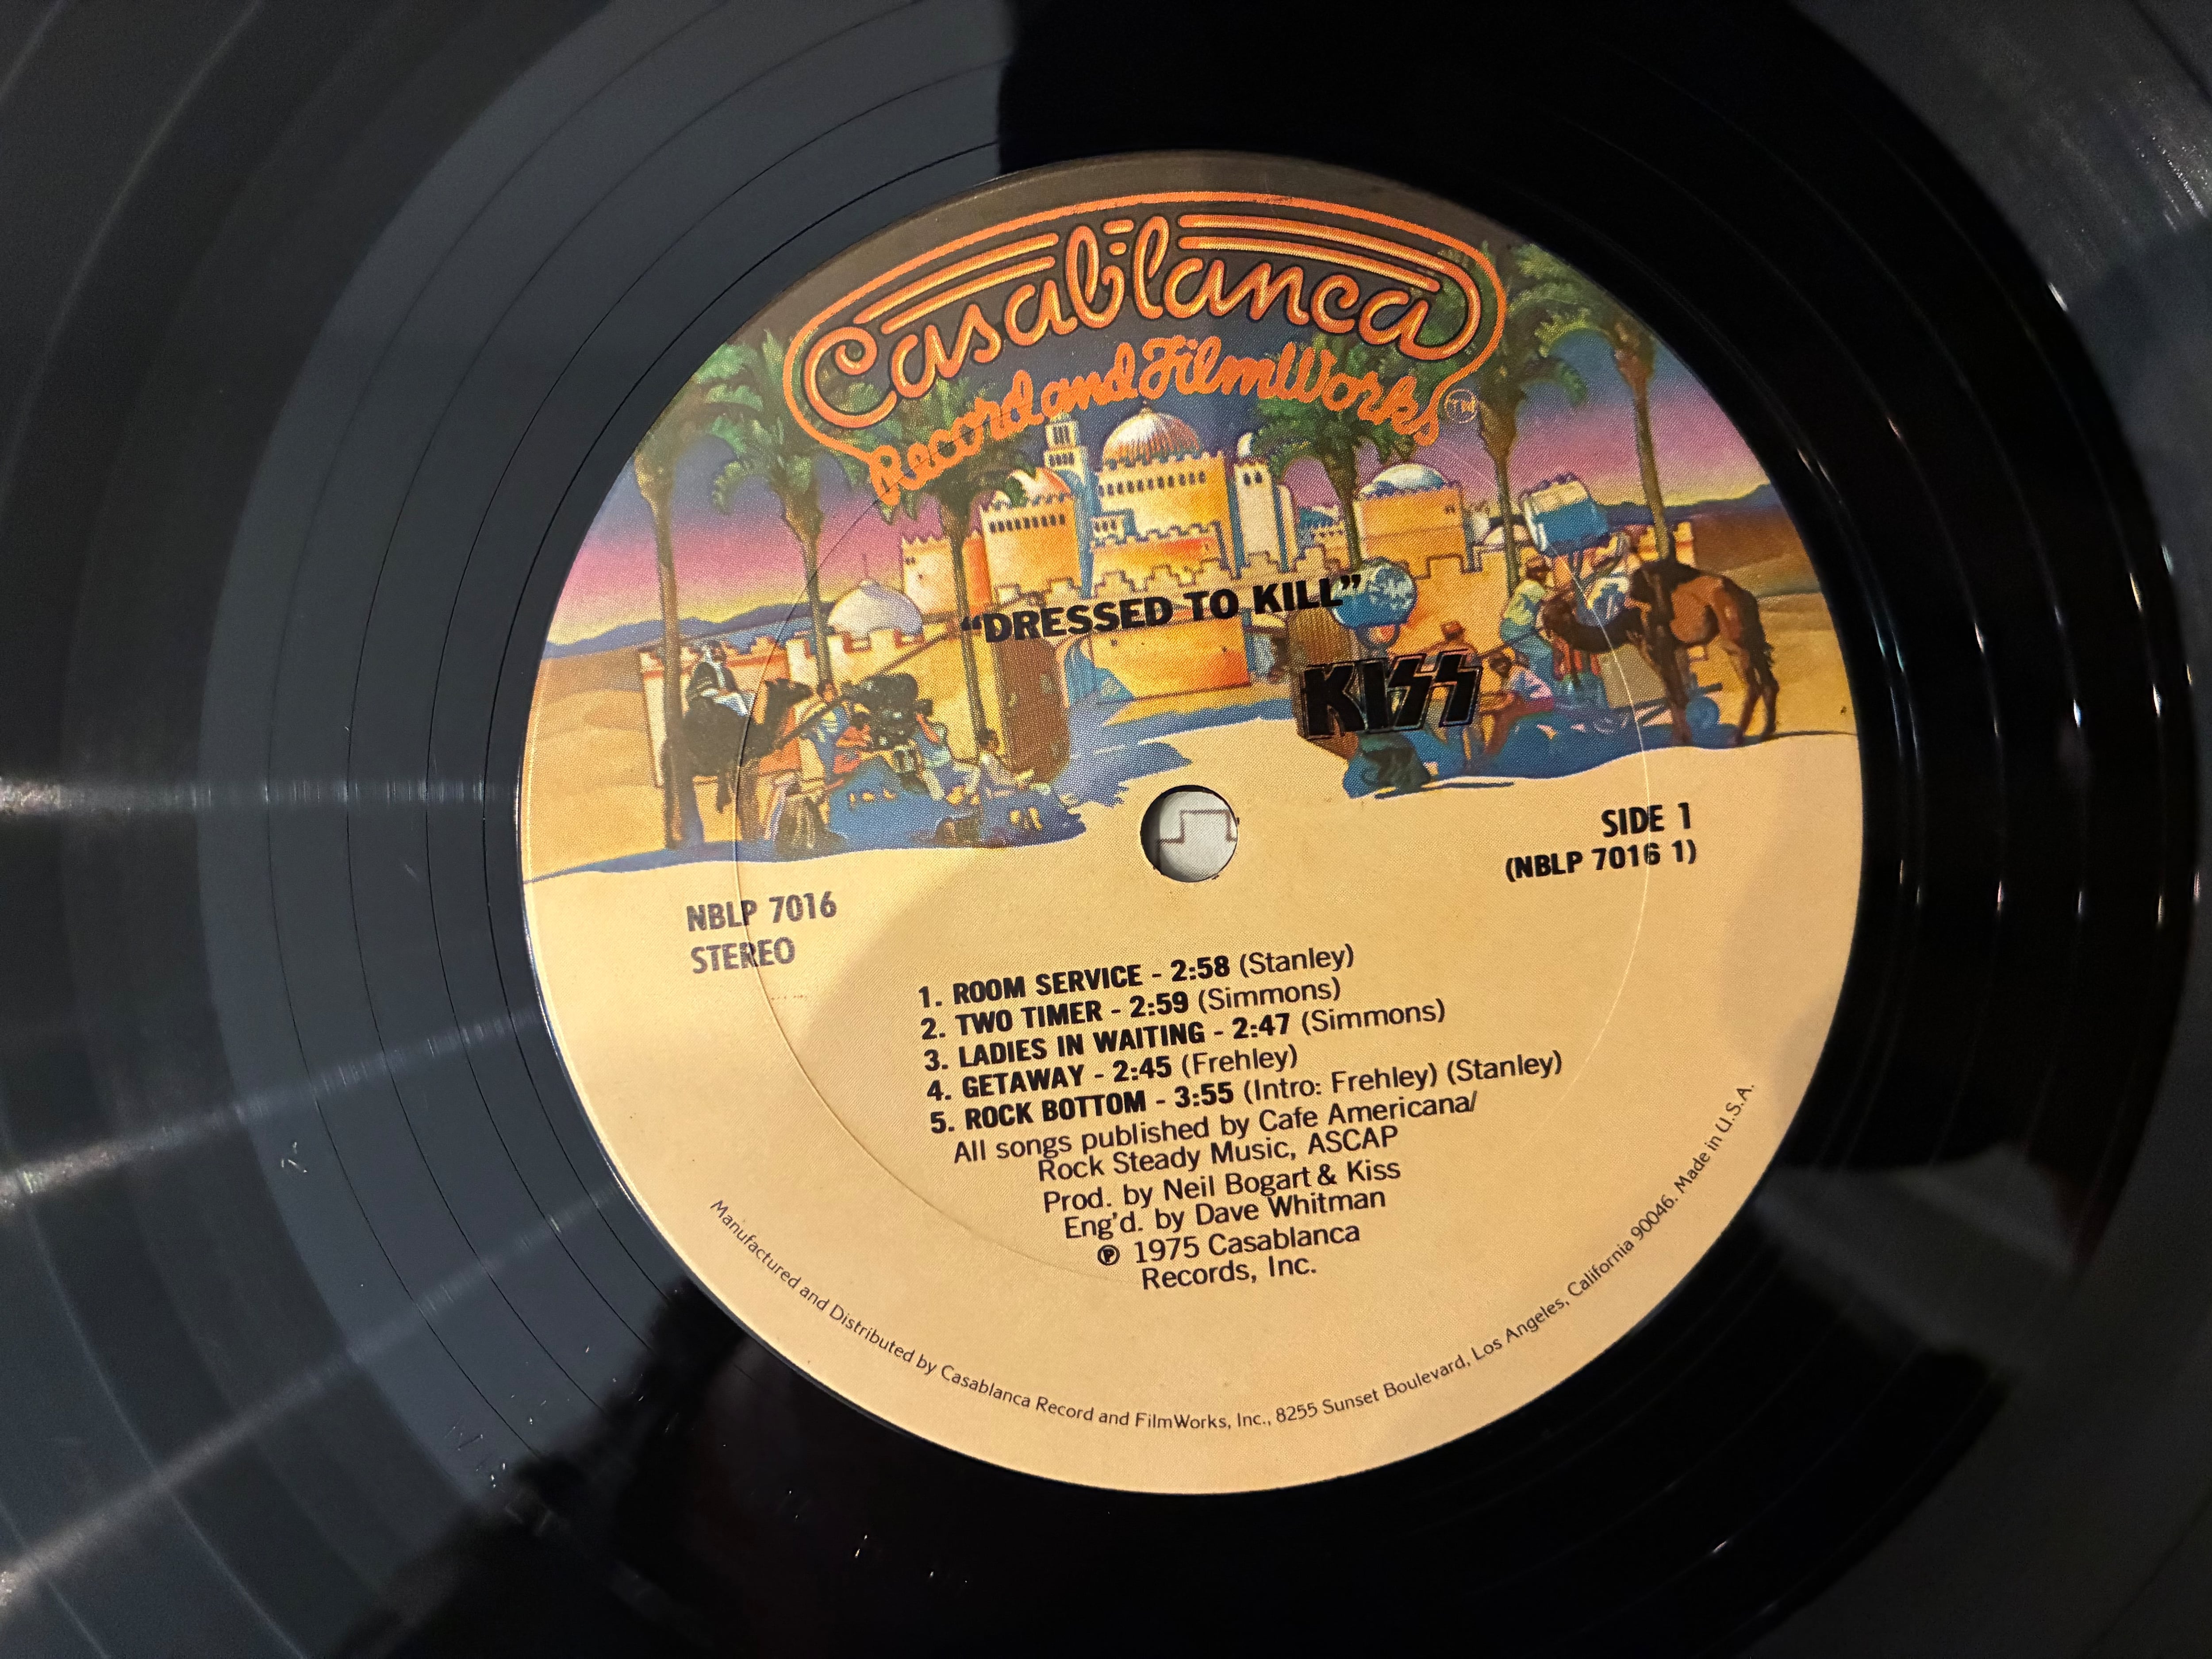 Casablanca
Record and FilmWorks TM
"DRESSED TO KILL"
KISS
SIDE 1
(NBLP 7016 1)
NBLP 7016
STEREO
1. ROOM SERVICE - 2:58 (Stanley)
2. TWO TIMER - 2:59 (Simmons)
3. LADIES IN WAITING - 2:47 (Simmons)
4. GETAWAY - 2:45 (Frehley)
5. ROCK BOTTOM - 3:55 (Intro: Frehley) (Stanley)
All songs published by Cafe Americana/
Rock Steady Music, ASCAP
Prod. by Neil Bogart & Kiss
Eng'd. by Dave Whitman
℗ 1975 Casablanca
Records, Inc.
Manufactured and Distributed by Casablanca Record and FilmWorks, Inc., 8255 Sunset Boulevard, Los Angeles, California 90046. Made in U.S.A.